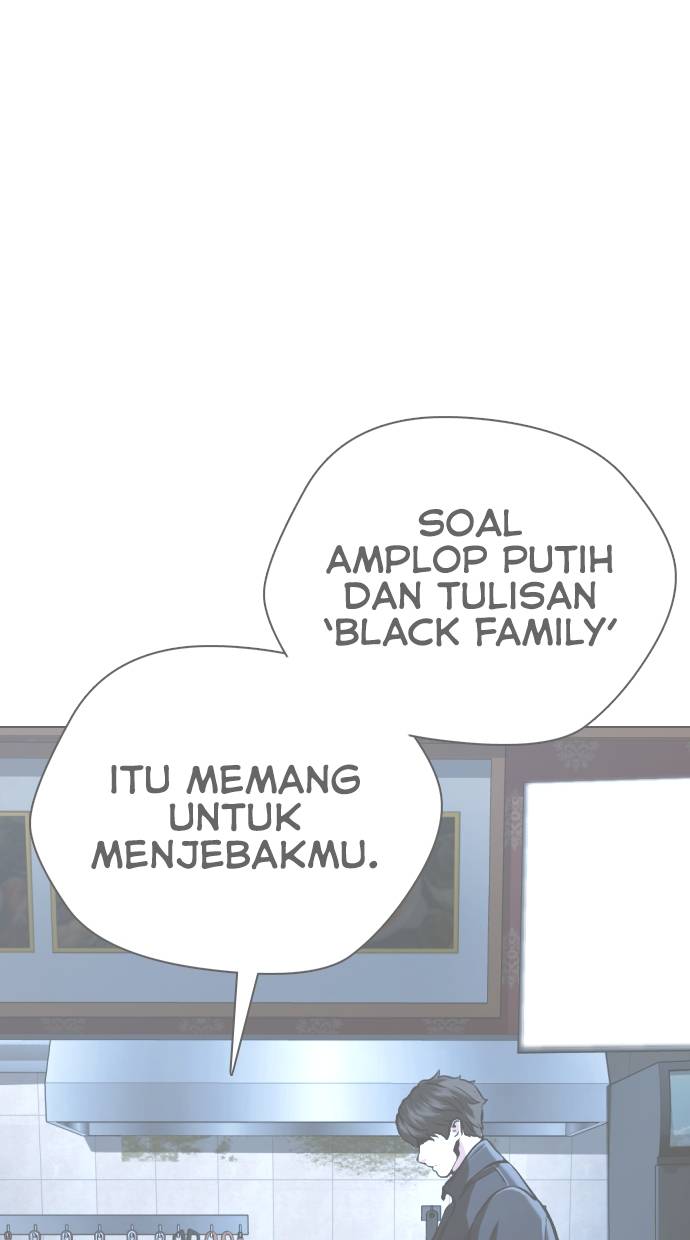 SOAL
AMPLOP PUTIH
DAN TULISAN
‘BLACK FAMILY’
ITU MEMANG
UNTUK
MENJEBAKMU.